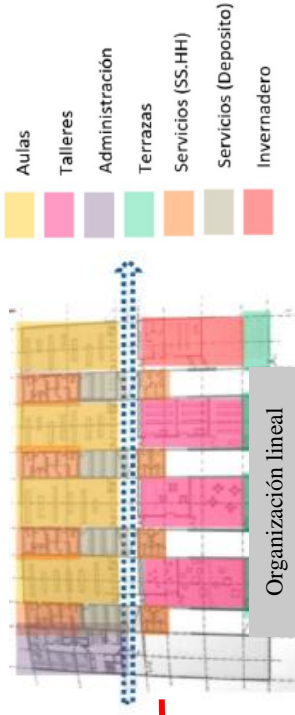 Aulas
Talleres
Administración
Terrazas
Servicios (SS.HH)
Servicios (Deposito)
Invernadero
Organización lineal